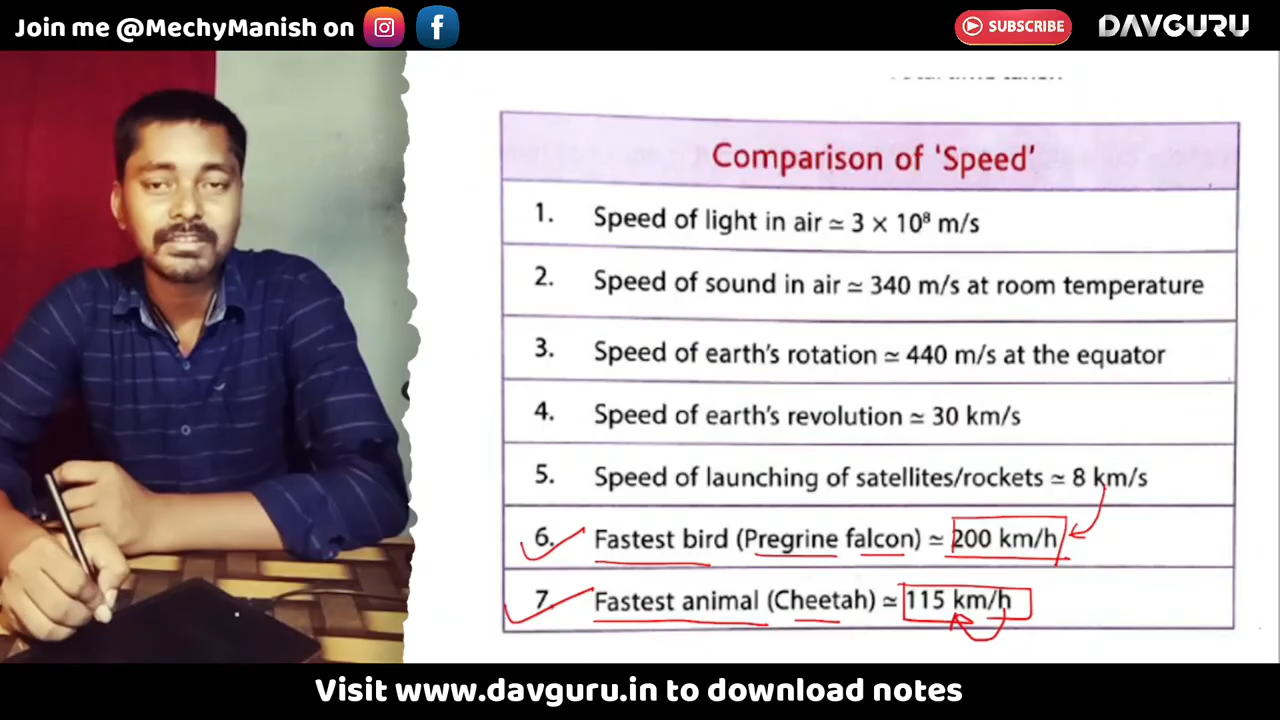 Join me @MechyManish on
SUBSCRIBE
DAVGURU
Comparison of 'Speed'
1. Speed of light in air ≃ 3 × 10⁸ m/s
2. Speed of sound in air ≃ 340 m/s at room temperature
3. Speed of earth's rotation ≃ 440 m/s at the equator
4. Speed of earth's revolution ≃ 30 km/s
5. Speed of launching of satellites/rockets ≃ 8 km/s
6. Fastest bird (Pregrine falcon) ≃ 200 km/h
7. Fastest animal (Cheetah) ≃ 115 km/h
Visit www.davguru.in to download notes